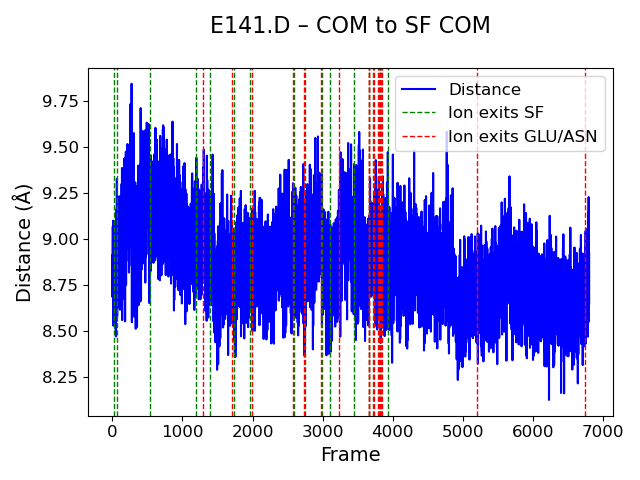 E141.D – COM to SF COM
Distance
Ion exits SF
Ion exits GLU/ASN
Distance (Å)
9.75
9.50
9.25
9.00
8.75
8.50
8.25
0 1000 2000 3000 4000 5000 6000 7000
Frame